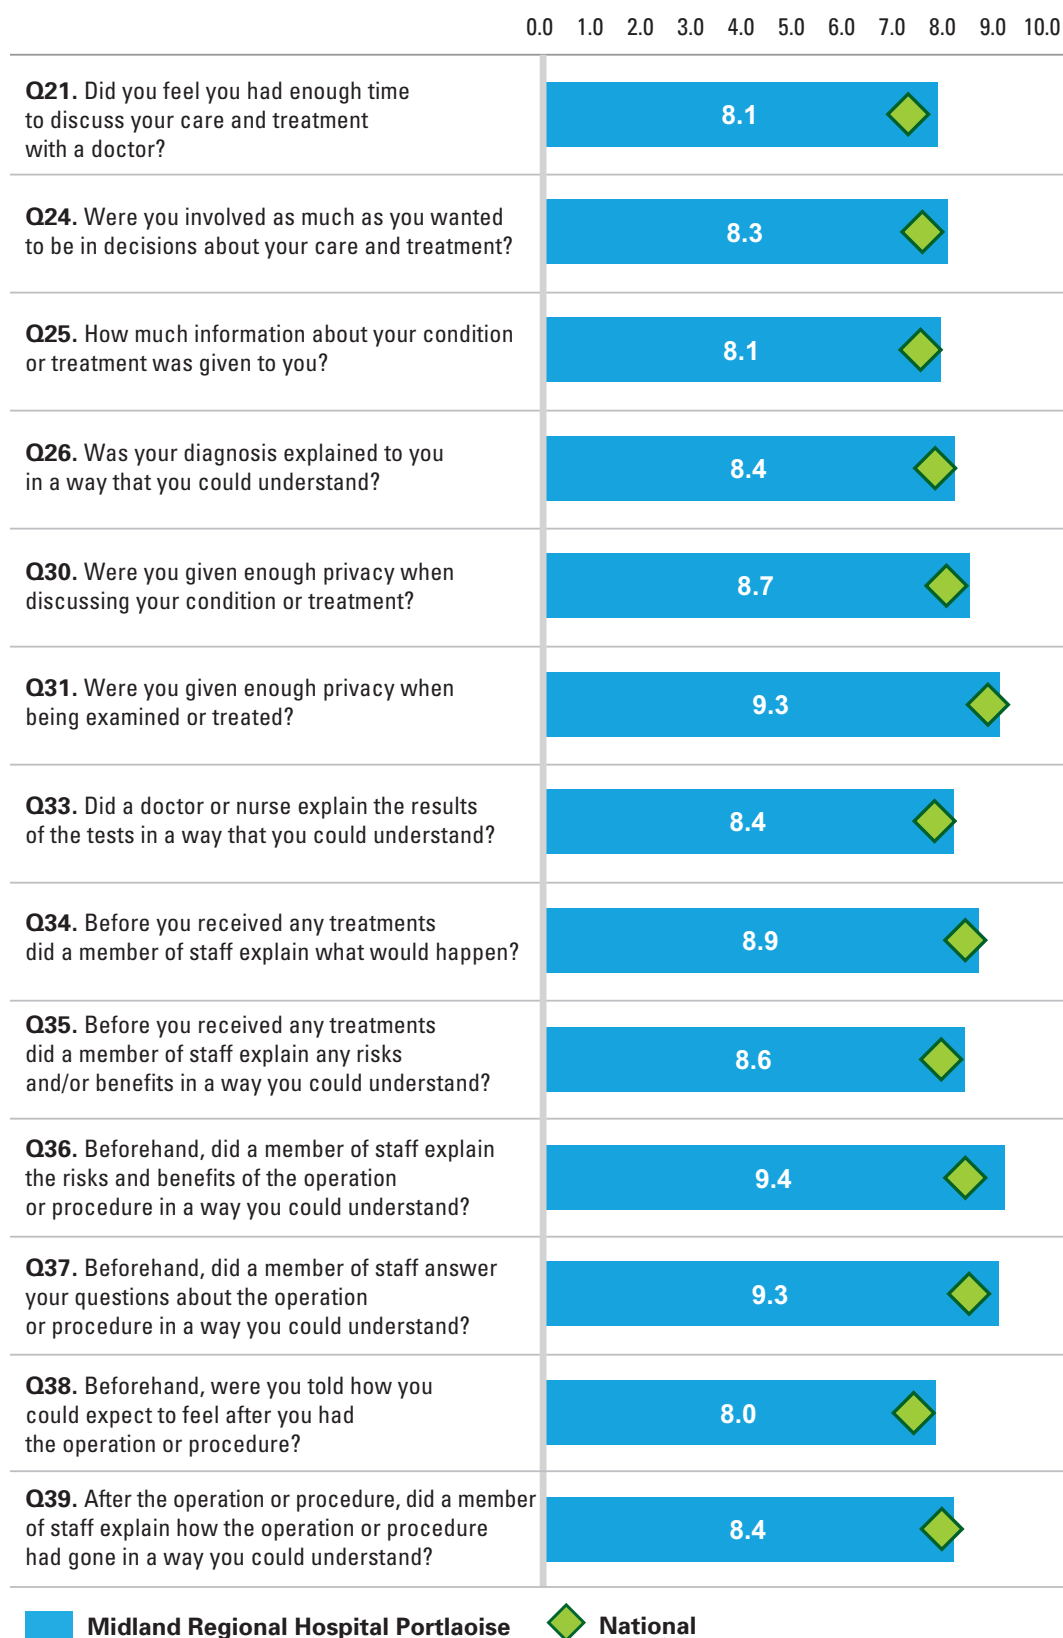 0.0 1.0 2.0 3.0 4.0 5.0 6.0 7.0 8.0 9.0 10.0
Q21. Did you feel you had enough time
to discuss your care and treatment
with a doctor?
8.1
Q24. Were you involved as much as you wanted
to be in decisions about your care and treatment?
8.3
Q25. How much information about your condition
or treatment was given to you?
8.1
Q26. Was your diagnosis explained to you
in a way that you could understand?
8.4
Q30. Were you given enough privacy when
discussing your condition or treatment?
8.7
Q31. Were you given enough privacy when
being examined or treated?
9.3
Q33. Did a doctor or nurse explain the results
of the tests in a way that you could understand?
8.4
Q34. Before you received any treatments
did a member of staff explain what would happen?
8.9
Q35. Before you received any treatments
did a member of staff explain any risks
and/or benefits in a way you could understand?
8.6
Q36. Beforehand, did a member of staff explain
the risks and benefits of the operation
or procedure in a way you could understand?
9.4
Q37. Beforehand, did a member of staff answer
your questions about the operation
or procedure in a way you could understand?
9.3
Q38. Beforehand, were you told how you
could expect to feel after you had
the operation or procedure?
8.0
Q39. After the operation or procedure, did a member
of staff explain how the operation or procedure
had gone in a way you could understand?
8.4
Midland Regional Hospital Portlaoise National